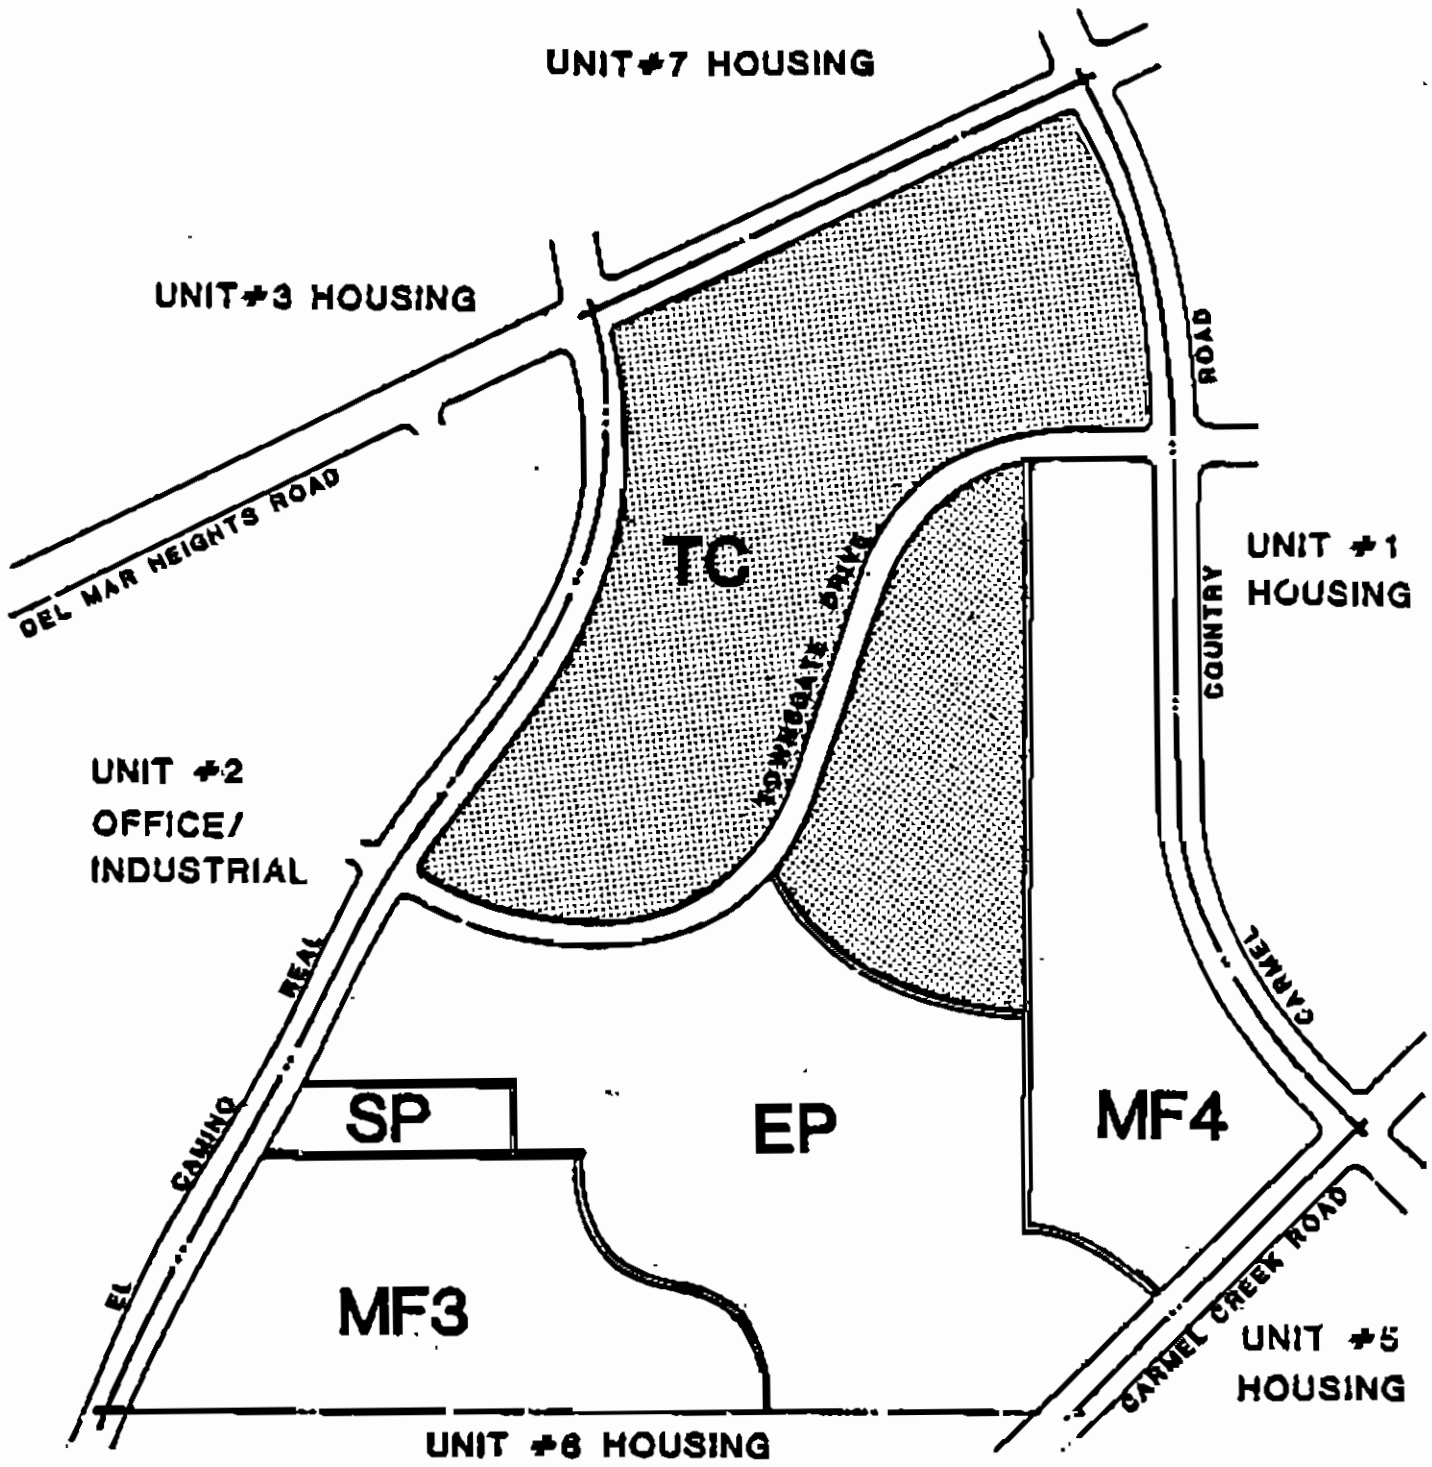 UNIT #7 HOUSING
UNIT #3 HOUSING
ROAD
DEL MAR HEIGHTS ROAD
TC
TOWNSGATE DRIVE
UNIT #1
HOUSING
COUNTRY
UNIT #2
OFFICE/
INDUSTRIAL
CARMEL
EL CAMINO REAL
SP
EP
MF4
MF3
CARMEL CREEK ROAD
UNIT #5
HOUSING
UNIT #6 HOUSING